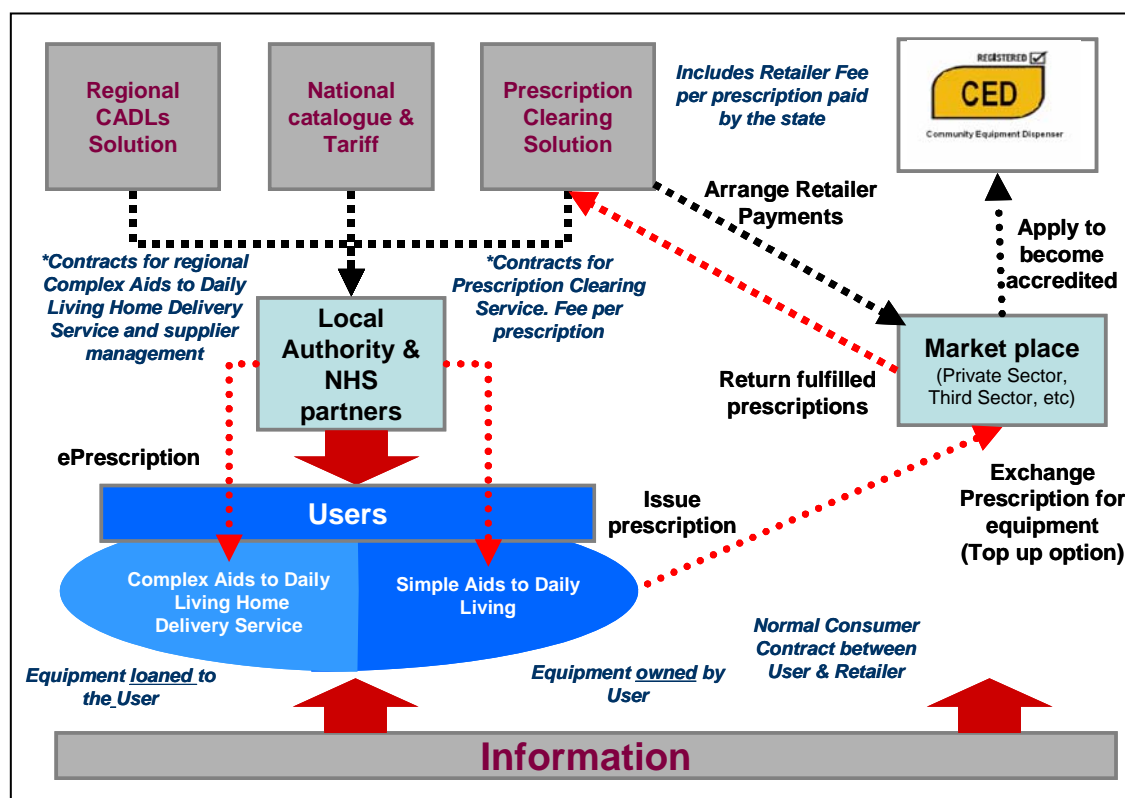 Regional
CADLs
Solution
National
catalogue &
Tariff
Prescription
Clearing
Solution
Includes Retailer Fee
per prescription paid
by the state
REGISTERED
CED
Community Equipment Dispenser
Arrange Retailer
Payments
Apply to
become
accredited
*Contracts for regional
Complex Aids to Daily
Living Home Delivery
Service and supplier
management
*Contracts for
Prescription Clearing
Service. Fee per
prescription
Local
Authority &
NHS
partners
Market place
(Private Sector,
Third Sector, etc)
Return fulfilled
prescriptions
ePrescription
Users
Issue
prescription
Exchange
Prescription for
equipment
(Top up option)
Complex Aids to Daily
Living Home
Delivery Service
Simple Aids to Daily
Living
Normal Consumer
Contract between
User & Retailer
Equipment loaned to
the User
Equipment owned by
User
Information